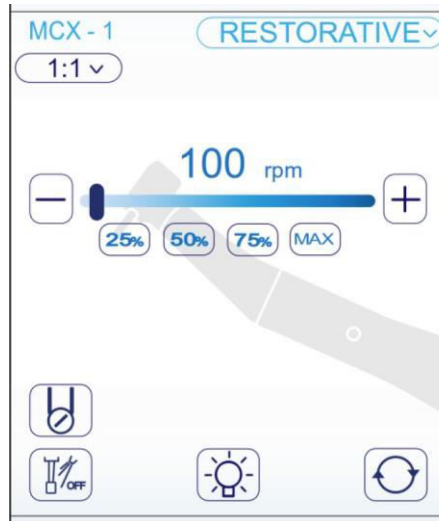 MCX - 1
RESTORATIVE
1:1
100 rpm
25% 50% 75% MAX
OFF